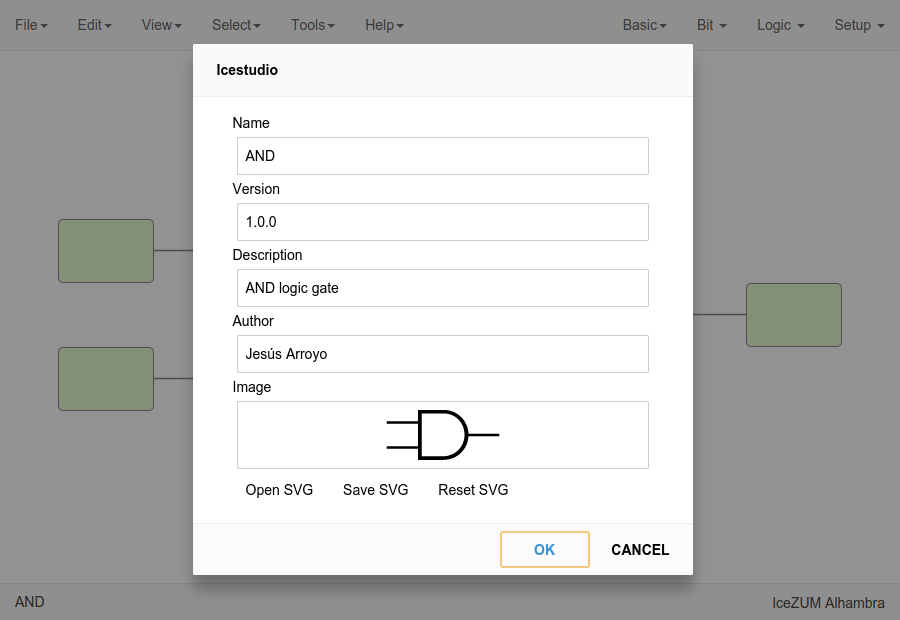 File Edit View Select Tools Help Basic Bit Logic Setup
Icestudio
Name
AND
Version
1.0.0
Description
AND logic gate
Author
Jesús Arroyo
Image
Open SVG Save SVG Reset SVG
OK CANCEL
AND IceZUM Alhambra